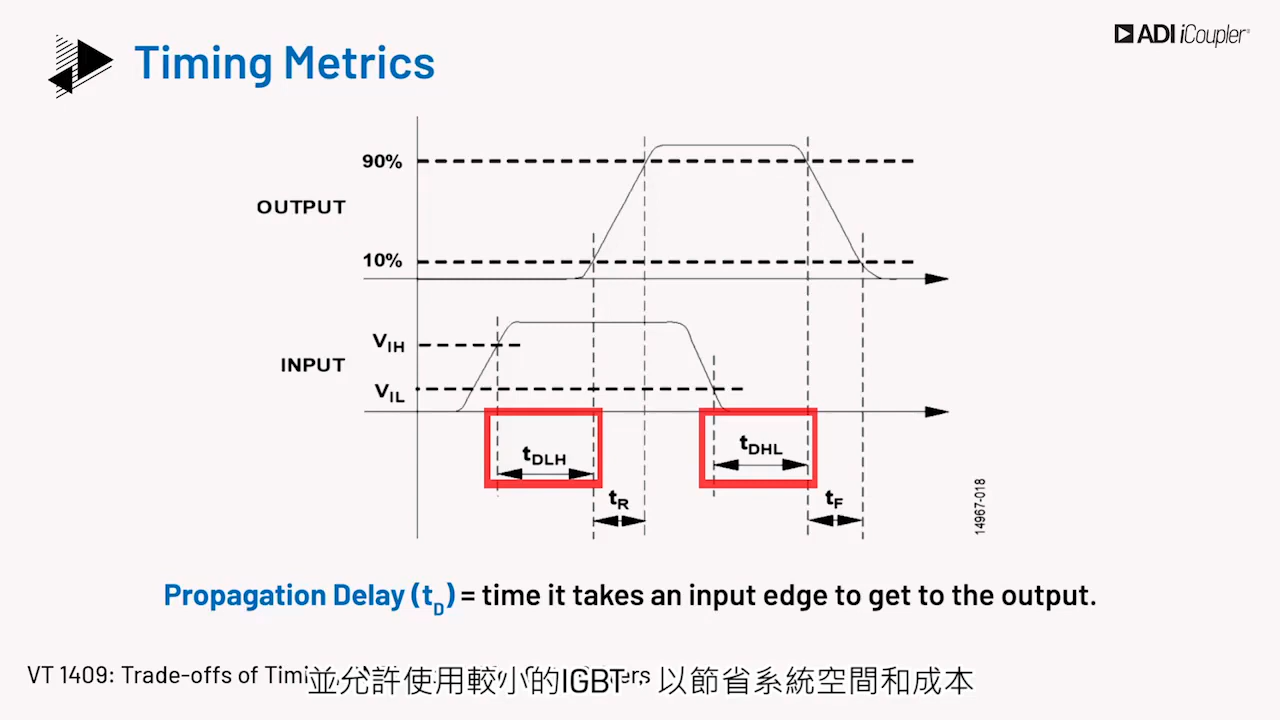 Timing Metrics
ADI iCoupler®
90%
OUTPUT
10%
VIH
INPUT
VIL
tDLH
tDHL
tR
tF
14967-018
Propagation Delay (tD) = time it takes an input edge to get to the output.
VT 1409: Trade-offs of
並允許使用較小的IGBT,以節省系統空間和成本